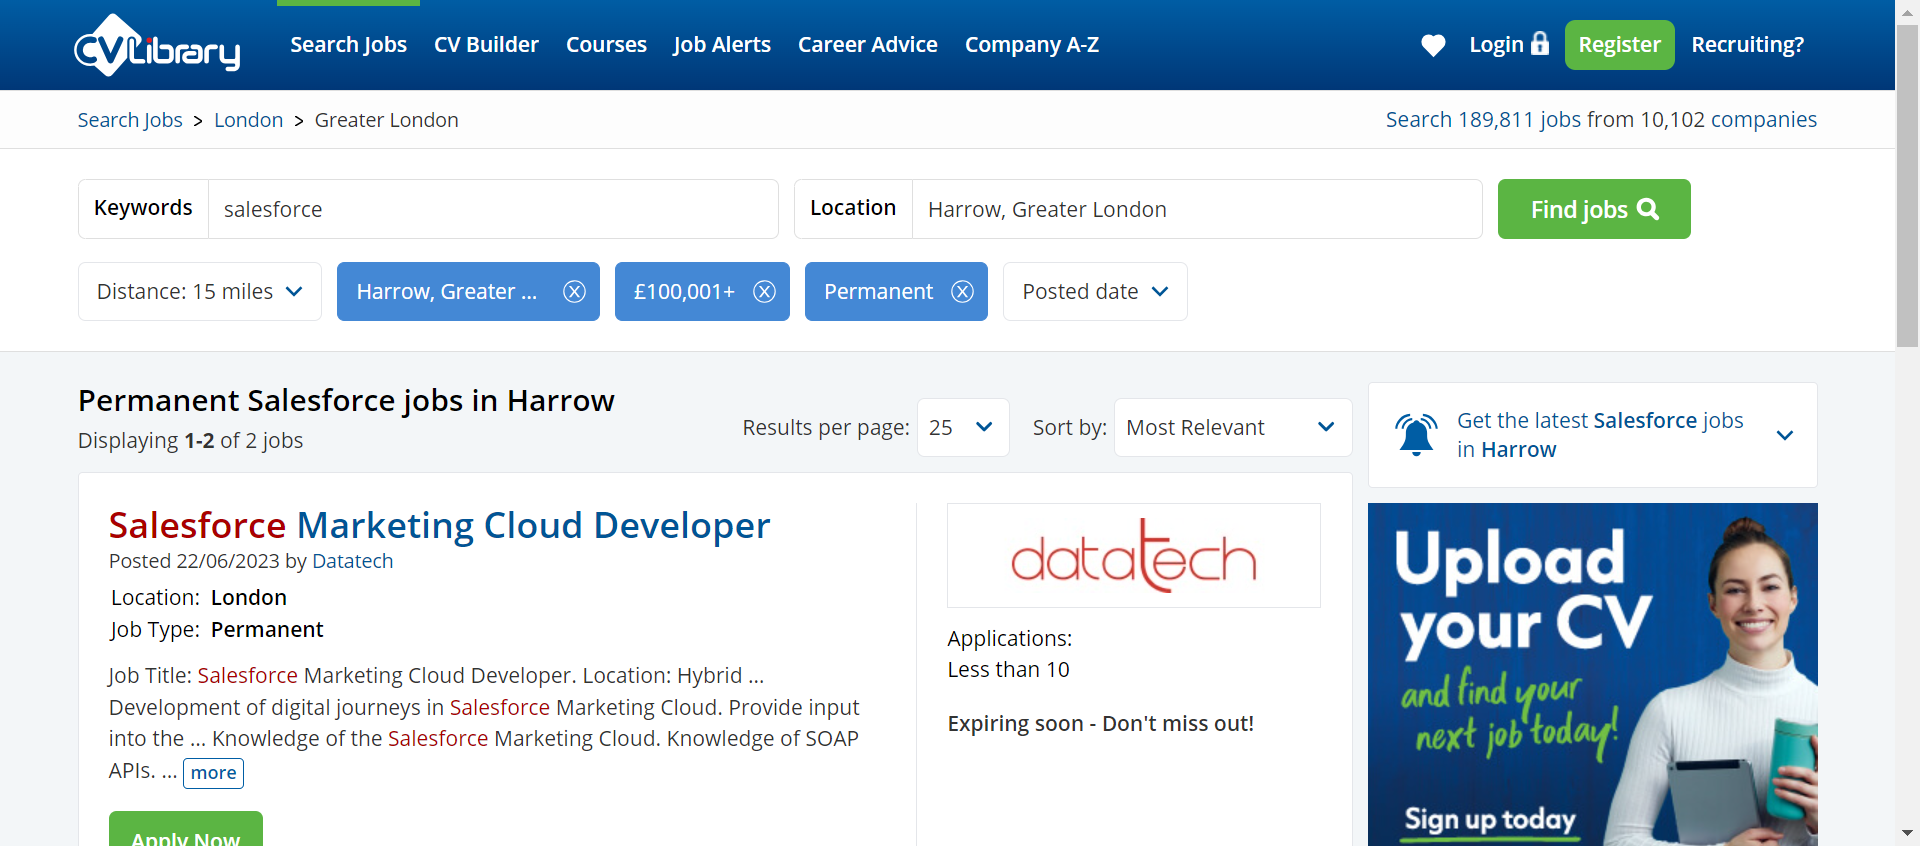 CVLibrary
Search Jobs
CV Builder
Courses
Job Alerts
Career Advice
Company A-Z
Login
Register
Recruiting?
Search Jobs > London > Greater London
Search 189,811 jobs from 10,102 companies
Keywords
salesforce
Location
Harrow, Greater London
Find jobs
Distance: 15 miles
Harrow, Greater ...
£100,001+
Permanent
Posted date
Permanent Salesforce jobs in Harrow
Displaying 1-2 of 2 jobs
Results per page:
25
Sort by:
Most Relevant
Get the latest Salesforce jobs
in Harrow
Salesforce Marketing Cloud Developer
Posted 22/06/2023 by Datatech
Location: London
Job Type: Permanent
Job Title: Salesforce Marketing Cloud Developer. Location: Hybrid ...
Development of digital journeys in Salesforce Marketing Cloud. Provide input
into the ... Knowledge of the Salesforce Marketing Cloud. Knowledge of SOAP
APIs. ... more
Apply Now
datatech
Applications:
Less than 10
Expiring soon - Don't miss out!
Upload
your CV
and find your
next job today!
Sign up today